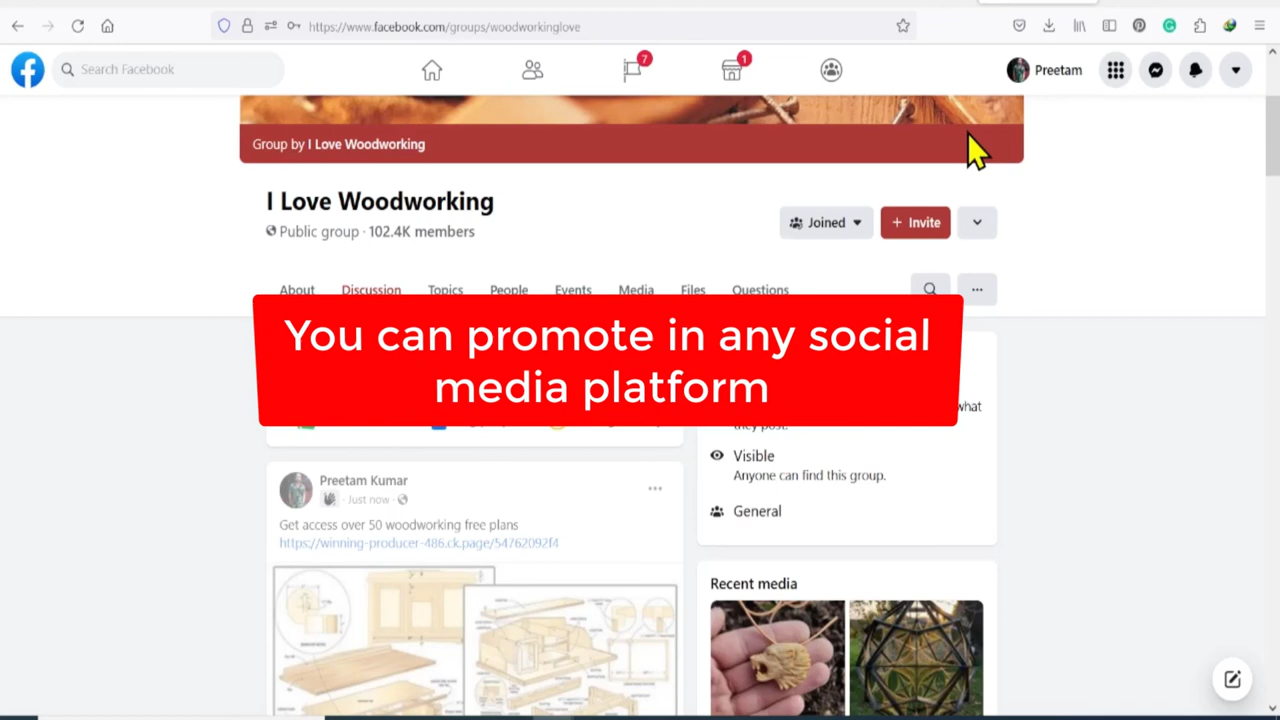 https://www.facebook.com/groups/woodworkinglove
Search Facebook
7
1
Preetam
Group by I Love Woodworking
I Love Woodworking
Public group · 102.4K members
Joined
+ Invite
About Discussion Topics People Events Media Files Questions
You can promote in any social
media platform
what
they post.
Visible
Anyone can find this group.
General
Preetam Kumar
· Just now ·
Get access over 50 woodworking free plans
https://winning-producer-486.ck.page/54762092f4
Recent media